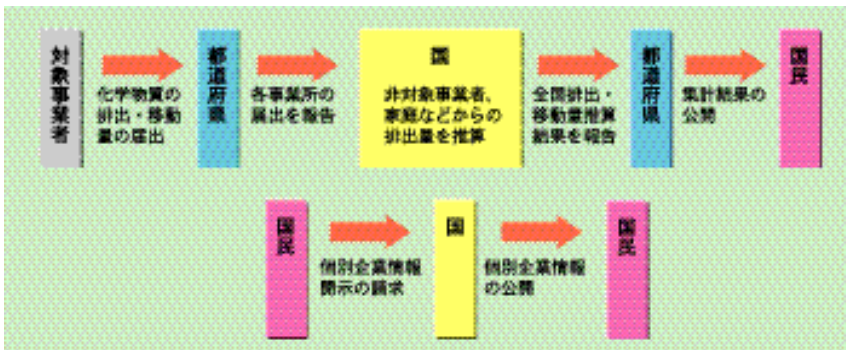 対象事業者
化学物質の
排出・移動
量の届出
都道府県
各事業所の
届出を報告
国
非対象事業者、
家庭などからの
排出量を推算
全国排出・
移動量推算
結果を報告
都道府県
集計結果の
公開
国民
国民
個別企業情報
開示の請求
国
個別企業情報
の公開
国民